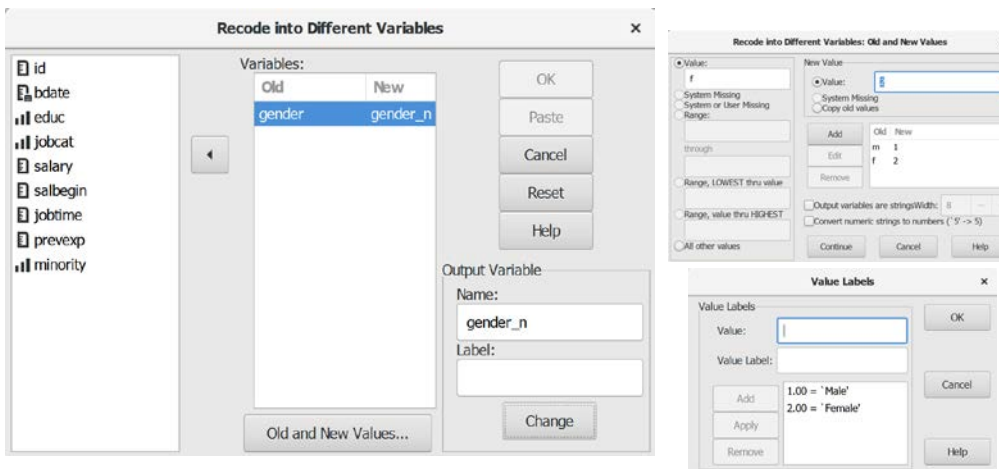 Recode into Different Variables
id
bdate
educ
jobcat
salary
salbegin
jobtime
prevexp
minority
Variables:
Old New
gender gender_n
Old and New Values...
OK
Paste
Cancel
Reset
Help
Output Variable
Name:
gender_n
Label:
Change
Recode into Different Variables: Old and New Values
Value:
f
System Missing
System or User Missing
Range:
through
Range, LOWEST thru value
Range, value thru HIGHEST
All other values
New Value
Value:
2
System Missing
Copy old values
Add
Edit
Remove
Old New
m 1
f 2
Output variables are strings Width: 8
Convert numeric strings to numbers (`5' -> 5)
Continue
Cancel
Help
Value Labels
Value Labels
Value:
Value Label:
Add
Apply
Remove
1.00 = `Male'
2.00 = `Female'
OK
Cancel
Help